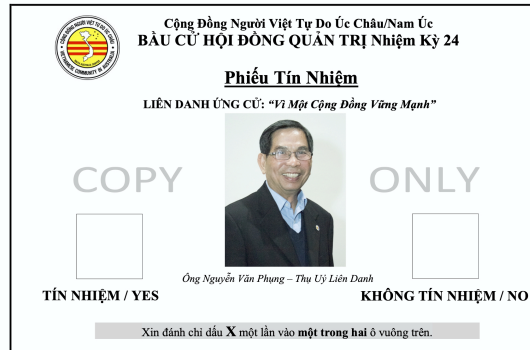 Cộng Đồng Người Việt Tự Do Úc Châu/Nam Úc
BẦU CỬ HỘI ĐỒNG QUẢN TRỊ Nhiệm Kỳ 24
Phiếu Tín Nhiệm
LIÊN DANH ỨNG CỬ: “Vì Một Cộng Đồng Vững Mạnh”
COPY ONLY
Ông Nguyễn Văn Phụng – Thụ Uỷ Liên Danh
TÍN NHIỆM / YES
KHÔNG TÍN NHIỆM / NO
Xin đánh chỉ dấu X một lần vào một trong hai ô vuông trên.